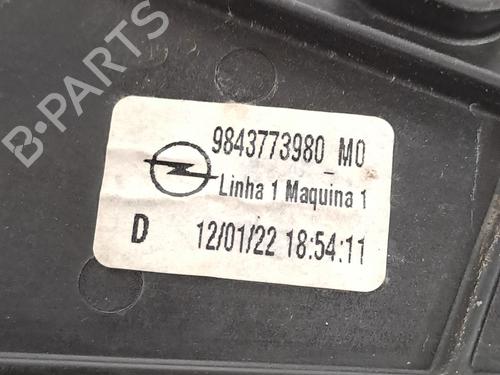 B-PARTS
9843773980_M0
Linha 1 Maquina 1
D 12/01/22 18:54:11